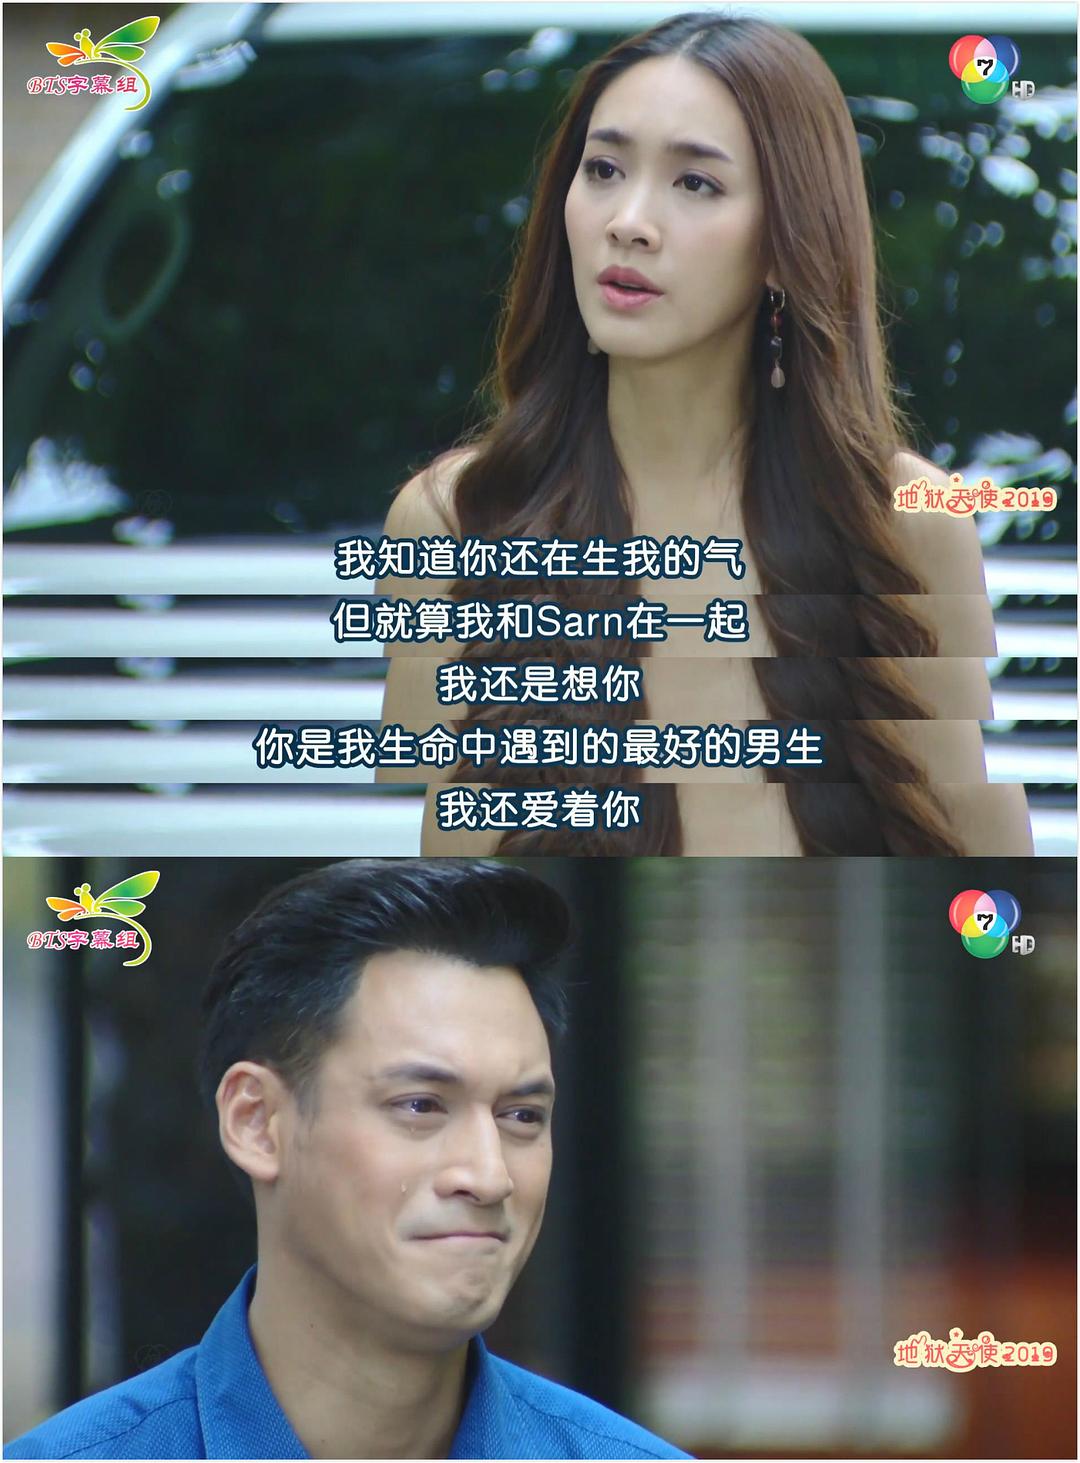 BTS字幕组
7
HD
地狱天使2019
我知道你还在生我的气
但就算我和Sarn在一起
我还是想你
你是我生命中遇到的最好的男生
我还爱着你
BTS字幕组
7
HD
地狱天使2019